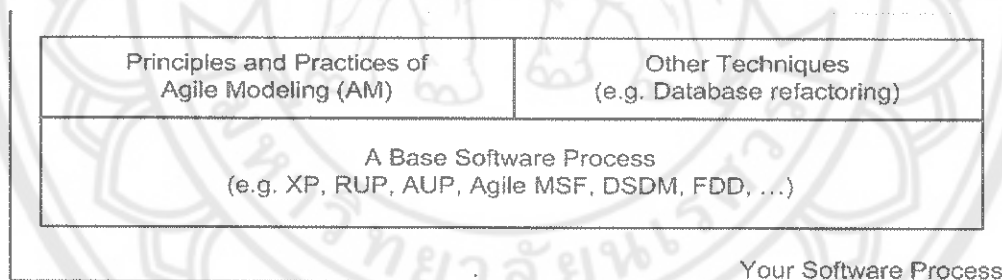 Principles and Practices of
Agile Modeling (AM)
Other Techniques
(e.g. Database refactoring)
A Base Software Process
(e.g. XP, RUP, AUP, Agile MSF, DSDM, FDD, ...)
Your Software Process